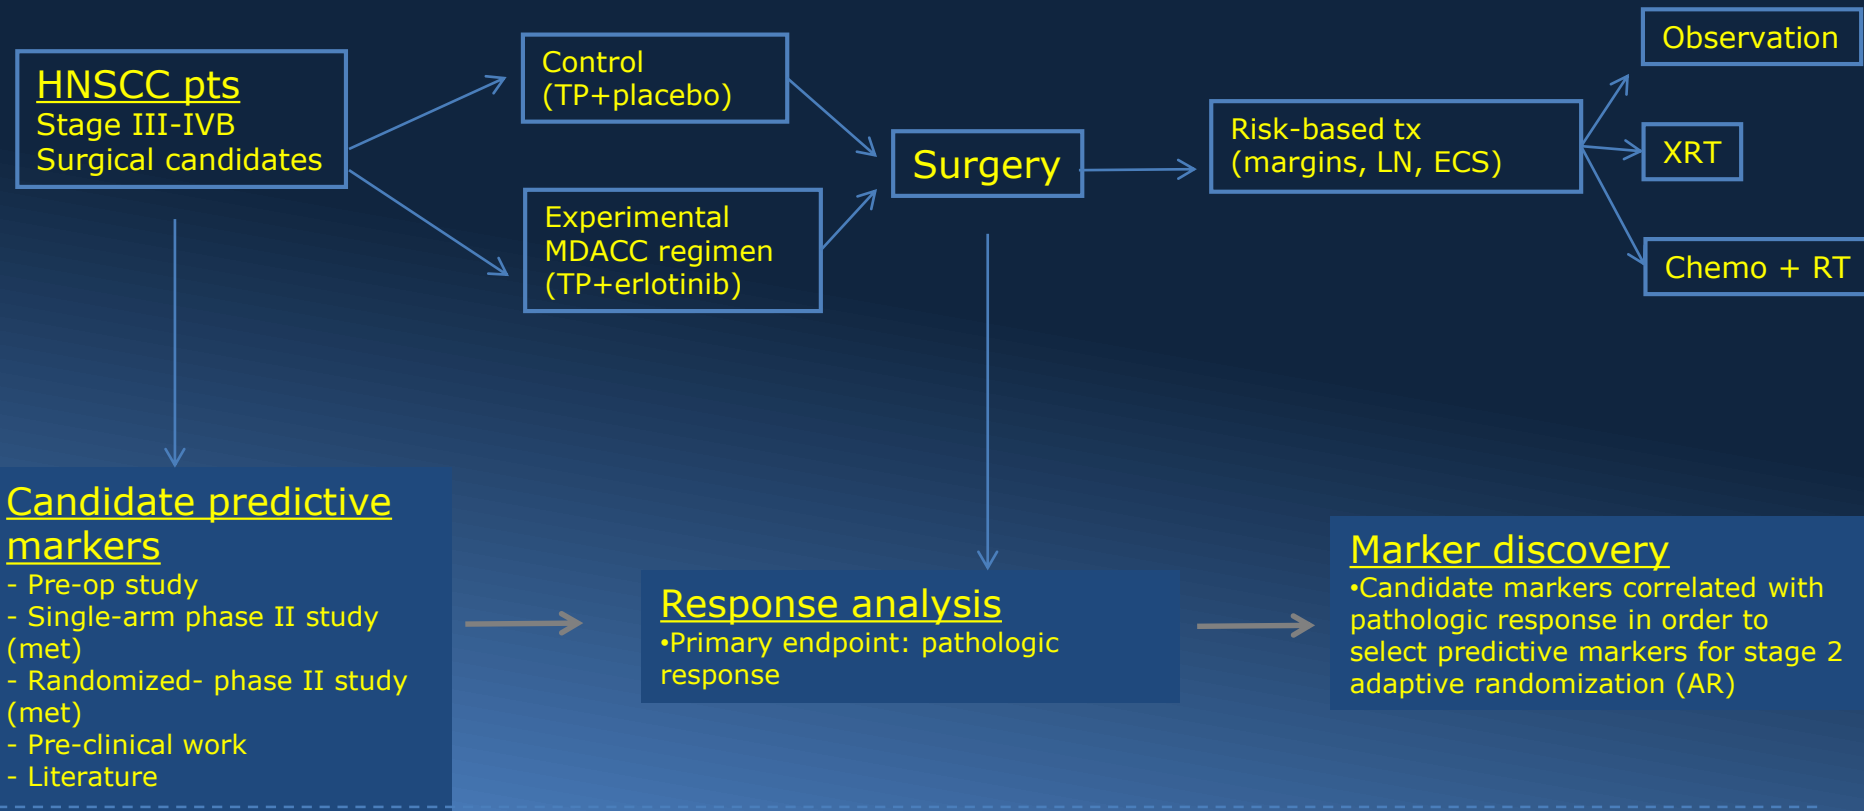 HNSCC pts
Stage III-IVB
Surgical candidates
Control
(TP+placebo)
Experimental
MDACC regimen
(TP+erlotinib)
Surgery
Risk-based tx
(margins, LN, ECS)
Observation
XRT
Chemo + RT
Candidate predictive
markers
- Pre-op study
- Single-arm phase II study
(met)
- Randomized- phase II study
(met)
- Pre-clinical work
- Literature
Response analysis
•Primary endpoint: pathologic
response
Marker discovery
•Candidate markers correlated with
pathologic response in order to
select predictive markers for stage 2
adaptive randomization (AR)